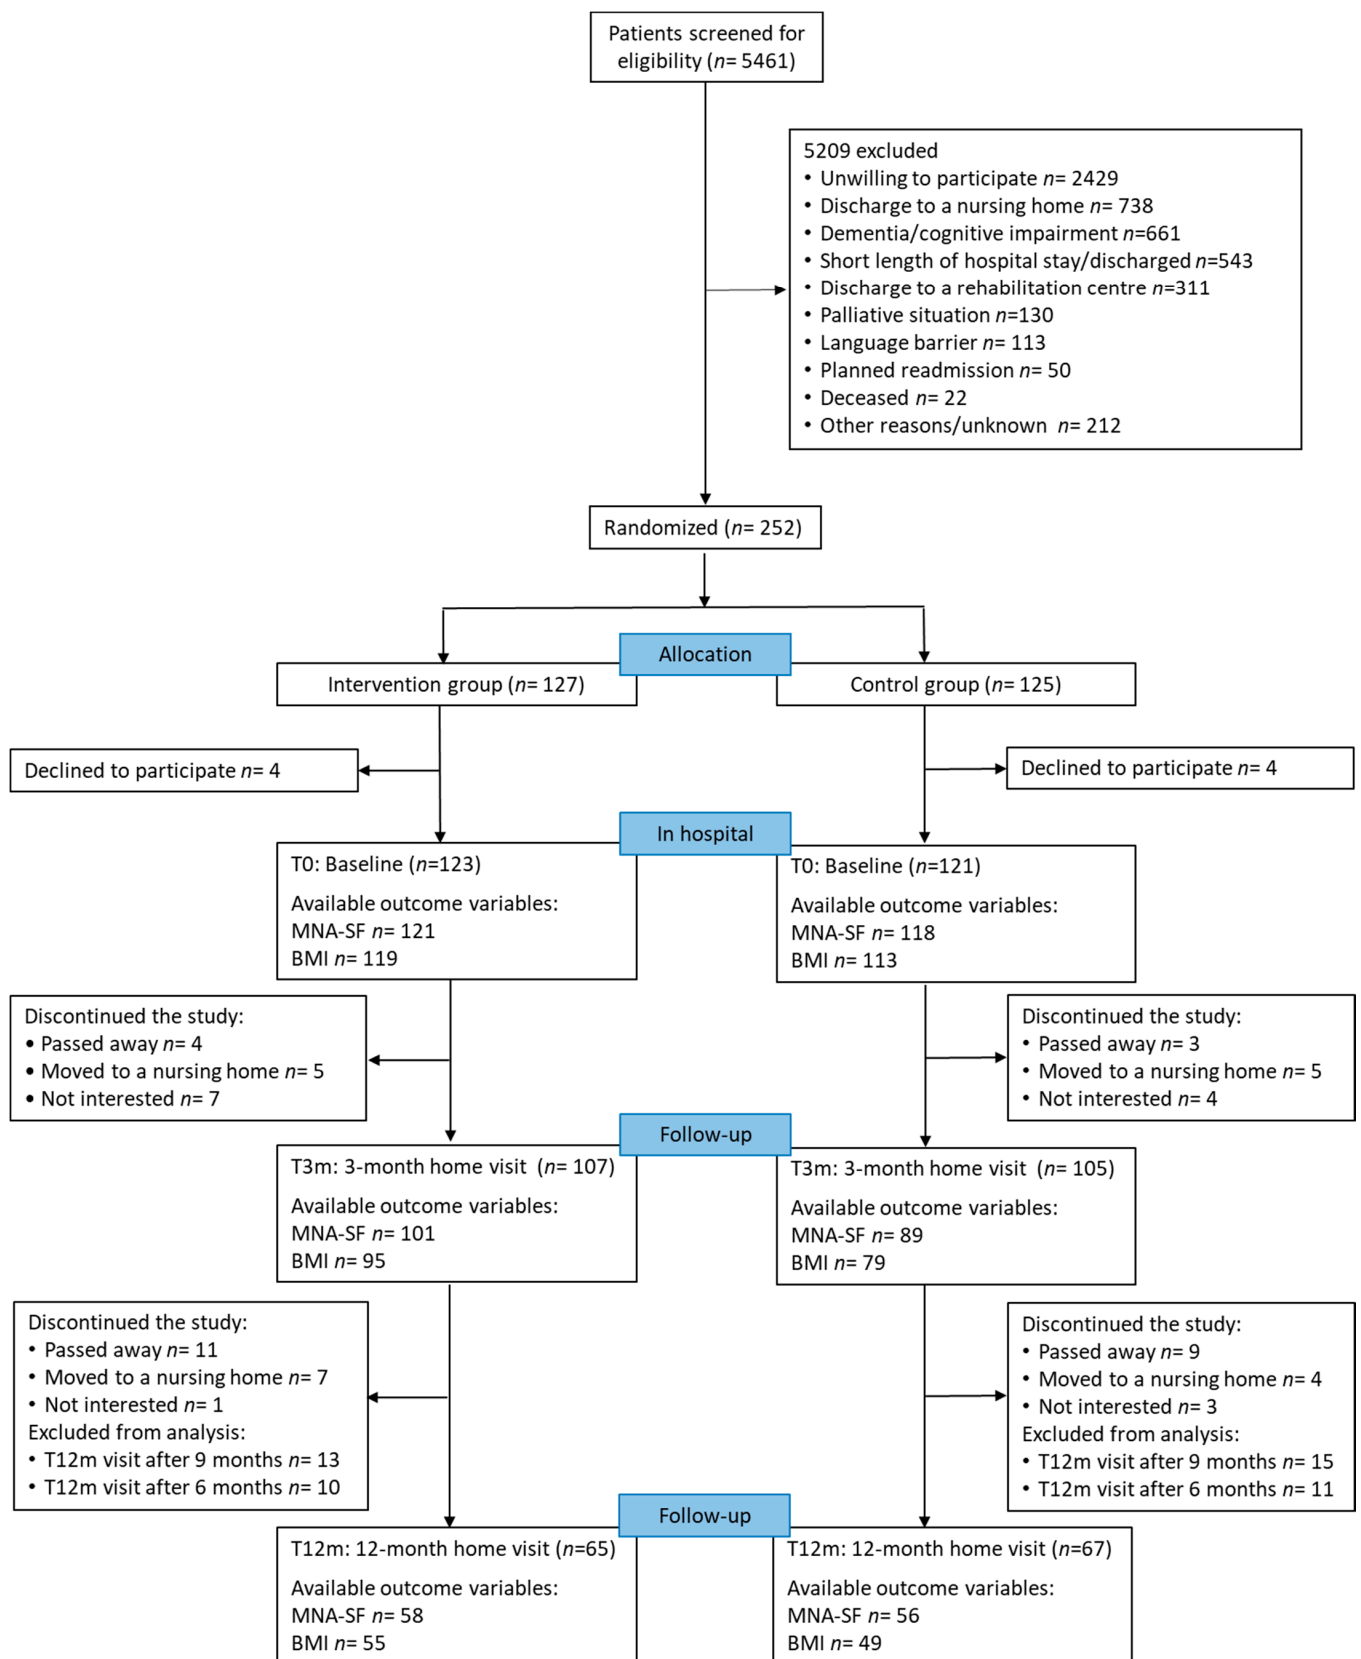 Patients screened for
eligibility (n= 5461)
5209 excluded
• Unwilling to participate n= 2429
• Discharge to a nursing home n= 738
• Dementia/cognitive impairment n=661
• Short length of hospital stay/discharged n=543
• Discharge to a rehabilitation centre n=311
• Palliative situation n=130
• Language barrier n= 113
• Planned readmission n= 50
• Deceased n= 22
• Other reasons/unknown n= 212
Randomized (n= 252)
Allocation
Intervention group (n= 127)
Control group (n= 125)
Declined to participate n= 4
Declined to participate n= 4
In hospital
T0: Baseline (n=123)
Available outcome variables:
MNA-SF n= 121
BMI n= 119
T0: Baseline (n=121)
Available outcome variables:
MNA-SF n= 118
BMI n= 113
Discontinued the study:
• Passed away n= 4
• Moved to a nursing home n= 5
• Not interested n= 7
Discontinued the study:
• Passed away n= 3
• Moved to a nursing home n= 5
• Not interested n= 4
Follow-up
T3m: 3-month home visit (n= 107)
Available outcome variables:
MNA-SF n= 101
BMI n= 95
T3m: 3-month home visit (n= 105)
Available outcome variables:
MNA-SF n= 89
BMI n= 79
Discontinued the study:
• Passed away n= 11
• Moved to a nursing home n= 7
• Not interested n= 1
Excluded from analysis:
• T12m visit after 9 months n= 13
• T12m visit after 6 months n= 10
Discontinued the study:
• Passed away n= 9
• Moved to a nursing home n= 4
• Not interested n= 3
Excluded from analysis:
• T12m visit after 9 months n= 15
• T12m visit after 6 months n= 11
Follow-up
T12m: 12-month home visit (n=65)
Available outcome variables:
MNA-SF n= 58
BMI n= 55
T12m: 12-month home visit (n=67)
Available outcome variables:
MNA-SF n= 56
BMI n= 49